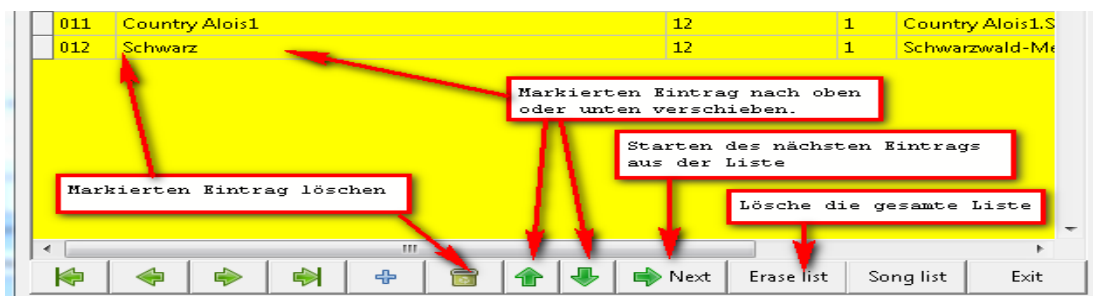 011 Country Alois1 12 1 Country Alois1.S
012 Schwarz 12 1 Schwarzwald-Me
Markierten Eintrag nach oben
oder unten verschieben.
Starten des nächsten Eintrags
aus der Liste
Markierten Eintrag löschen
Lösche die gesamte Liste
Next Erase list Song list Exit